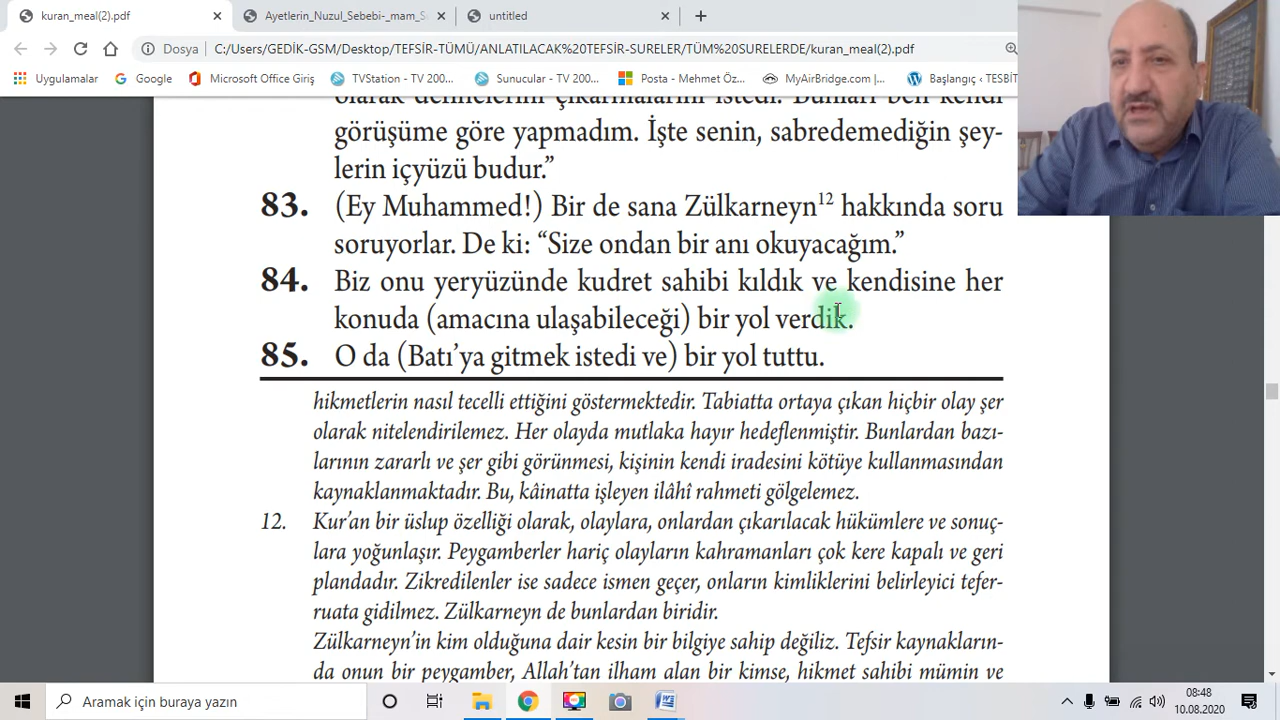 kuran_meal(2).pdf
Ayetlerin_Nuzul_Sebebi-_mam_S
untitled
Dosya
C:/Users/GEDİK-GSM/Desktop/TEFSİR-TÜMÜ/ANLATILACAK%20TEFSİR-SURELER/TÜM%20SURELERDE/kuran_meal(2).pdf
Uygulamalar
Google
Microsoft Office Giriş
TVStation - TV 200...
Sunucular - TV 200...
Posta - Mehmet Öz...
MyAirBridge.com |...
Başlangıç ‹ TESBİT
olarak definelerini çıkarmalarını istedi. Bunları ben kendi
görüşüme göre yapmadım. İşte senin, sabredemediğin şey-
lerin içyüzü budur.”
83. (Ey Muhammed!) Bir de sana Zülkarneyn12 hakkında soru
soruyorlar. De ki: “Size ondan bir anı okuyacağım.”
84. Biz onu yeryüzünde kudret sahibi kıldık ve kendisine her
konuda (amacına ulaşabileceği) bir yol verdik.
85. O da (Batı’ya gitmek istedi ve) bir yol tuttu.
hikmetlerin nasıl tecelli ettiğini göstermektedir. Tabiatta ortaya çıkan hiçbir olay şer
olarak nitelendirilemez. Her olayda mutlaka hayır hedeflenmiştir. Bunlardan bazı-
larının zararlı ve şer gibi görünmesi, kişinin kendi iradesini kötüye kullanmasından
kaynaklanmaktadır. Bu, kâinatta işleyen ilâhî rahmeti gölgelemez.
12. Kur’an bir üslup özelliği olarak, olaylara, onlardan çıkarılacak hükümlere ve sonuç-
lara yoğunlaşır. Peygamberler hariç olayların kahramanları çok kere kapalı ve geri
plandadır. Zikredilenler ise sadece ismen geçer, onların kimliklerini belirleyici tefer-
ruata gidilmez. Zülkarneyn de bunlardan biridir.
Zülkarneyn’in kim olduğuna dair kesin bir bilgiye sahip değiliz. Tefsir kaynakların-
da onun bir peygamber, Allah’tan ilham alan bir kimse, hikmet sahibi mümin ve
Aramak için buraya yazın
08:48
10.08.2020